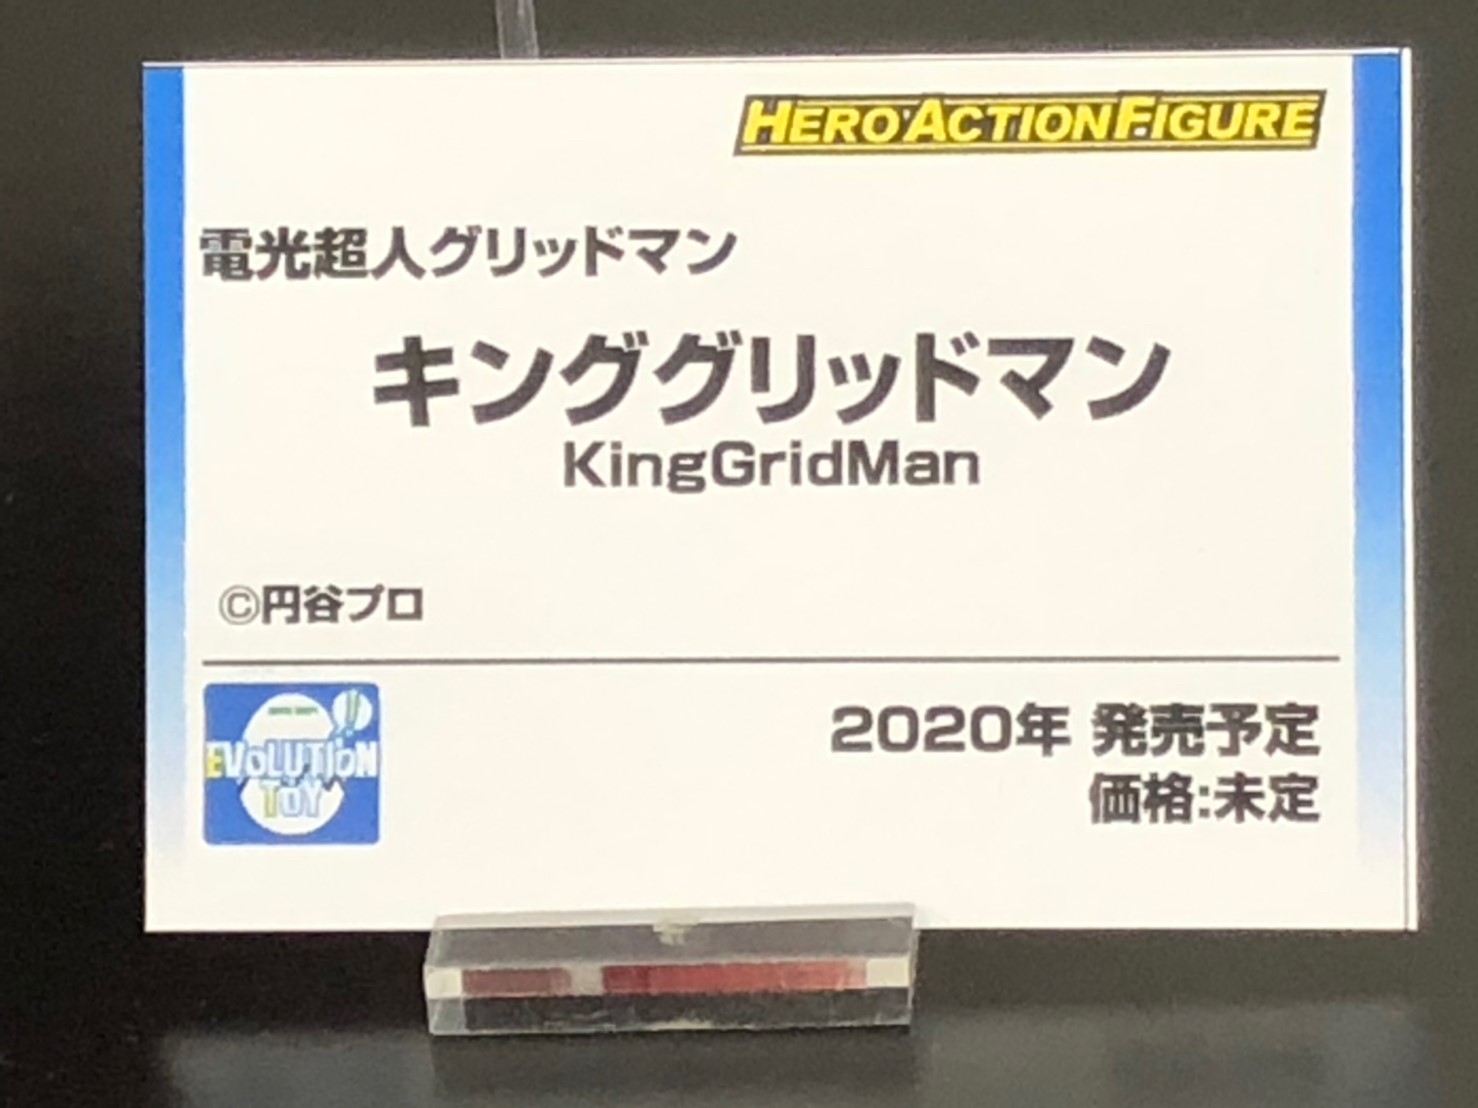 HERO ACTION FIGURE
電光超人グリッドマン
キンググリッドマン
KingGridMan
©円谷プロ
EVOLUTION
TOY
2020年 発売予定
価格:未定